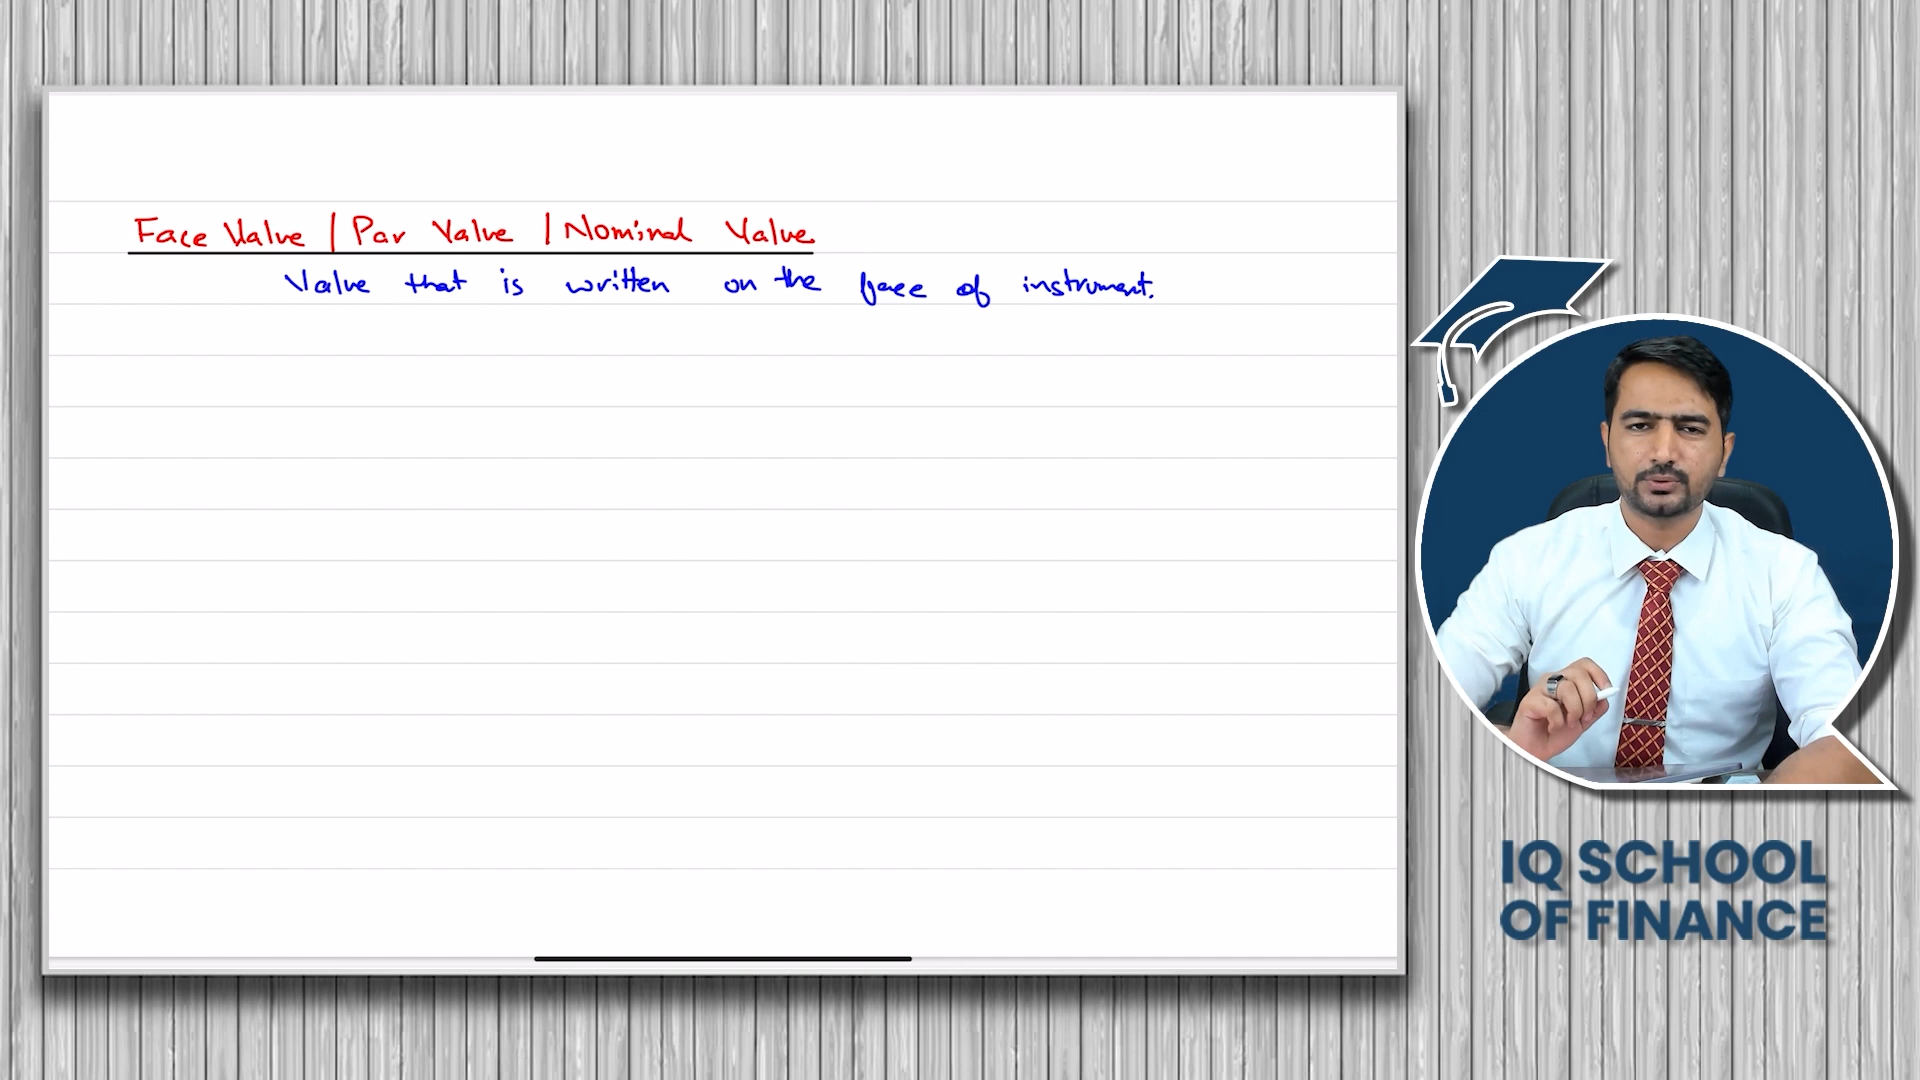 Face Value | Par Value | Nominal Value
Value that is written on the face of instrument.
IQ SCHOOL
OF FINANCE